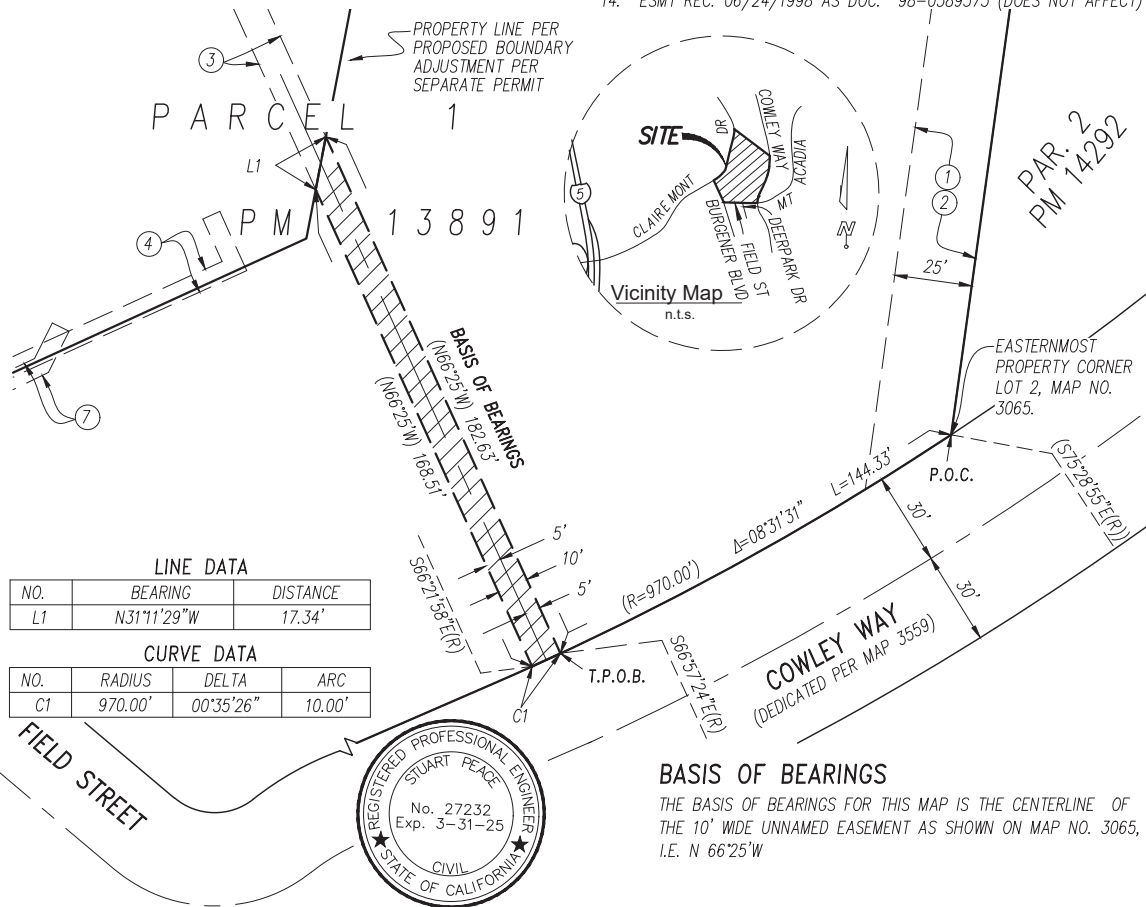 14. ESMT REC. 06/24/1998 AS DOC. 98-0389575 (DOES NOT AFFECT)
PROPERTY LINE PER
PROPOSED BOUNDARY
ADJUSTMENT PER
SEPARATE PERMIT
3
PARCEL 1
L1
PM 13891
4
7
SITE
DR
COWLEY WAY
ACADIA
MT
5
CLAIREMONT
BURGENER BLVD
FIELD ST
DEERPARK DR
N
Vicinity Map
n.t.s.
1
2
PAR. 2
PM 14292
25'
EASTERNMOST
PROPERTY CORNER
LOT 2, MAP NO.
3065.
P.O.C.
(S75°28'55"E(R))
BASIS OF BEARINGS
(N66°25'W) 182.63'
(N66°25'W) 168.51'
5'
10'
5'
S66°21'58"E(R)
(R=970.00')
Δ=08°31'31"
L=144.33'
30'
30'
T.P.O.B.
S66°57'24"E(R)
C1
COWLEY WAY
(DEDICATED PER MAP 3559)
LINE DATA
NO. BEARING DISTANCE
L1 N31°11'29"W 17.34'
CURVE DATA
NO. RADIUS DELTA ARC
C1 970.00' 00°35'26" 10.00'
FIELD STREET
REGISTERED PROFESSIONAL ENGINEER
STUART PEACE
No. 27232
Exp. 3-31-25
CIVIL
STATE OF CALIFORNIA
BASIS OF BEARINGS
THE BASIS OF BEARINGS FOR THIS MAP IS THE CENTERLINE OF
THE 10' WIDE UNNAMED EASEMENT AS SHOWN ON MAP NO. 3065,
I.E. N 66°25'W